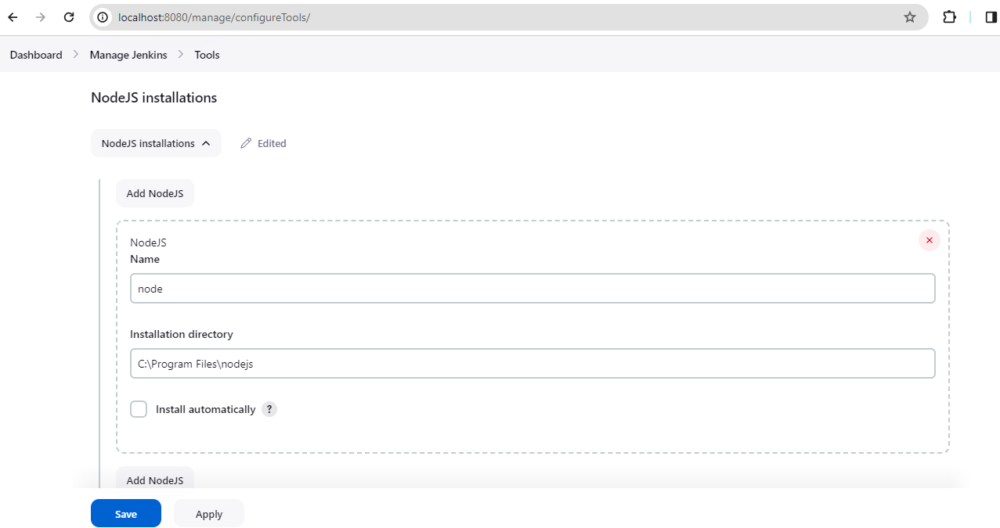 localhost:8080/manage/configureTools/
Dashboard > Manage Jenkins > Tools
NodeJS installations
NodeJS installations Edited
Add NodeJS
NodeJS
Name
node
Installation directory
C:\Program Files\nodejs
Install automatically ?
Add NodeJS
Save Apply